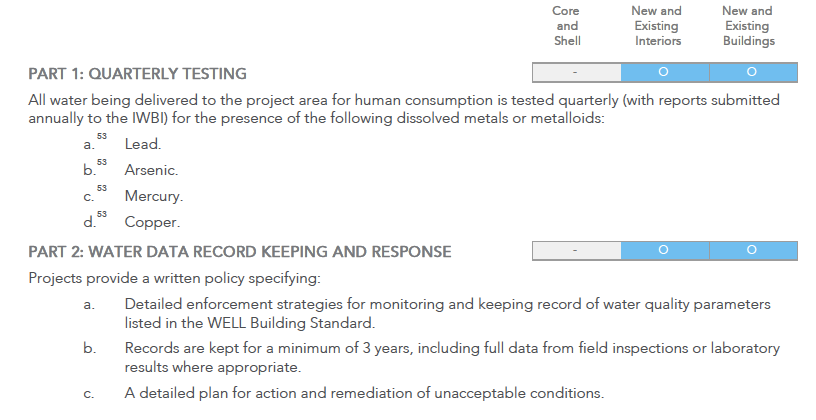 Core and Shell
New and Existing Interiors
New and Existing Buildings
PART 1: QUARTERLY TESTING - O O
All water being delivered to the project area for human consumption is tested quarterly (with reports submitted
annually to the IWBI) for the presence of the following dissolved metals or metalloids:
a.53 Lead.
b.53 Arsenic.
c.53 Mercury.
d.53 Copper.
PART 2: WATER DATA RECORD KEEPING AND RESPONSE - O O
Projects provide a written policy specifying:
a. Detailed enforcement strategies for monitoring and keeping record of water quality parameters
listed in the WELL Building Standard.
b. Records are kept for a minimum of 3 years, including full data from field inspections or laboratory
results where appropriate.
c. A detailed plan for action and remediation of unacceptable conditions.